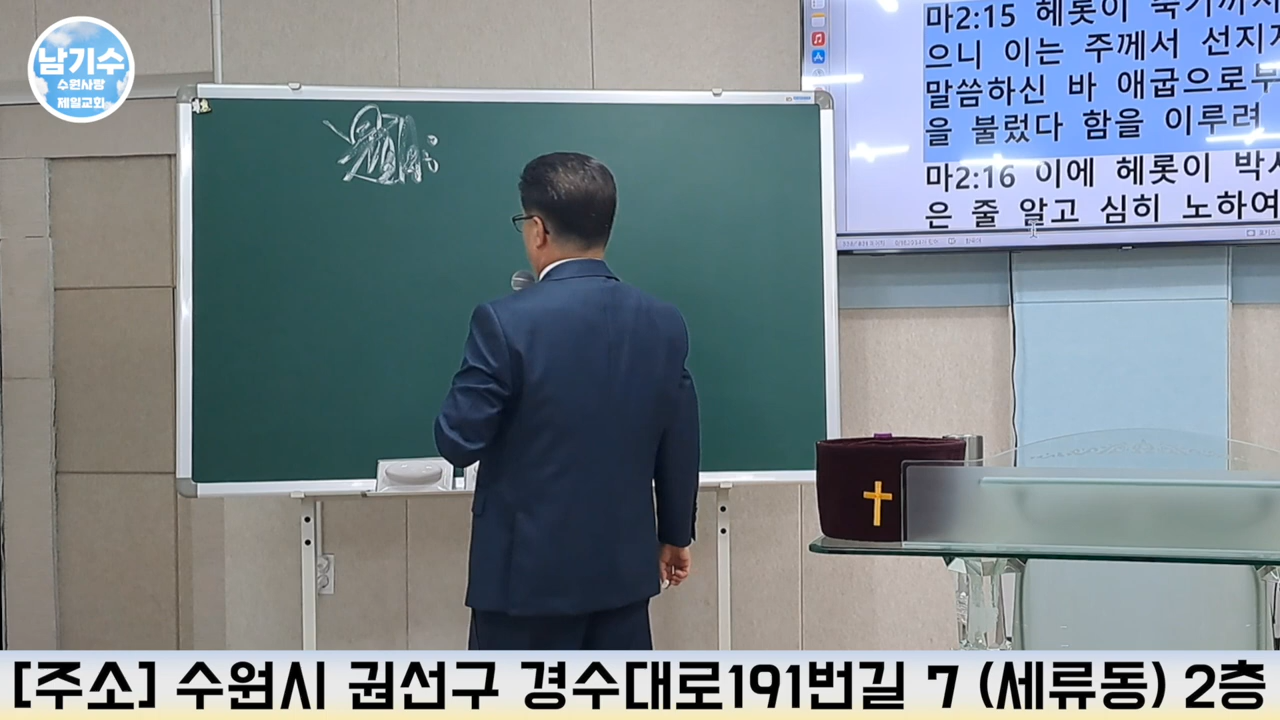 남기수
수원사랑
제일교회
마2:15 헤롯이 죽기까지
으니 이는 주께서 선지자
말씀하신 바 애굽으로부
을 불렀다 함을 이루려
마2:16 이에 헤롯이 박사
은 줄 알고 심히 노하여
[주소] 수원시 권선구 경수대로191번길 7 (세류동) 2층